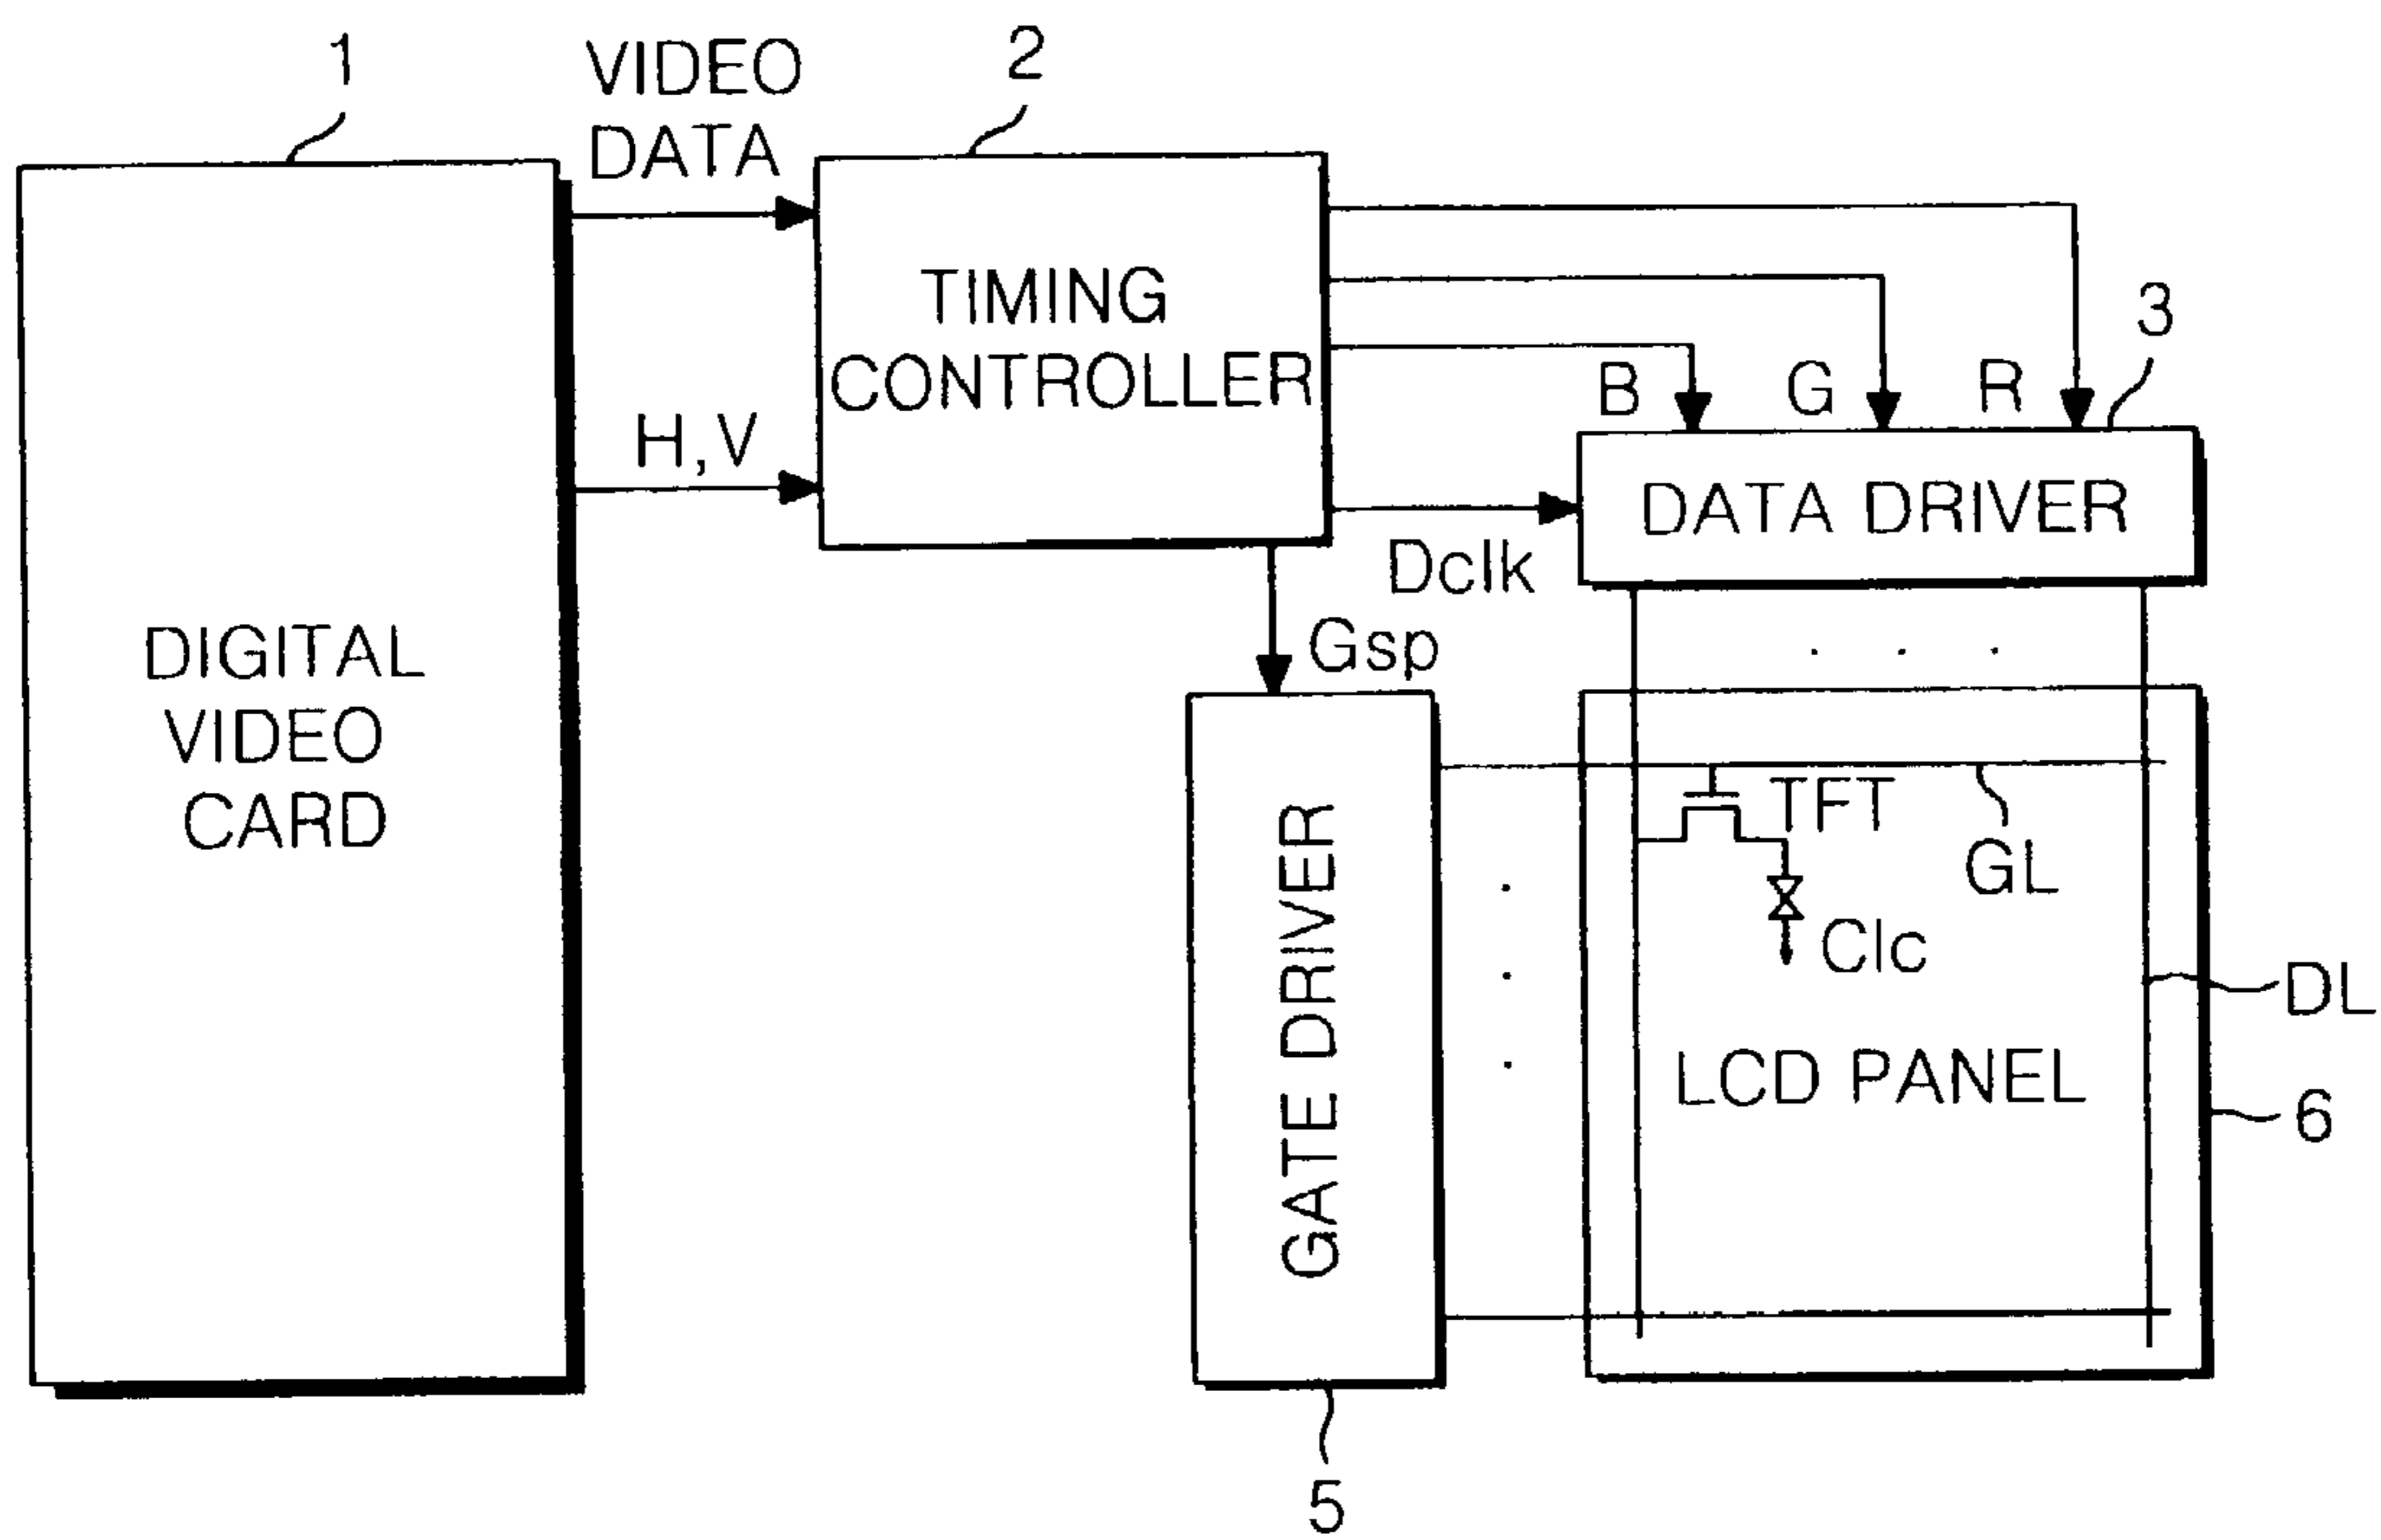 1
VIDEO
DATA
2
TIMING
CONTROLLER
3
B
G
R
H,V
DATA DRIVER
Dclk
Gsp
DIGITAL
VIDEO
CARD
GATE DRIVER
TFT
GL
Clc
DL
LCD PANEL
6
5